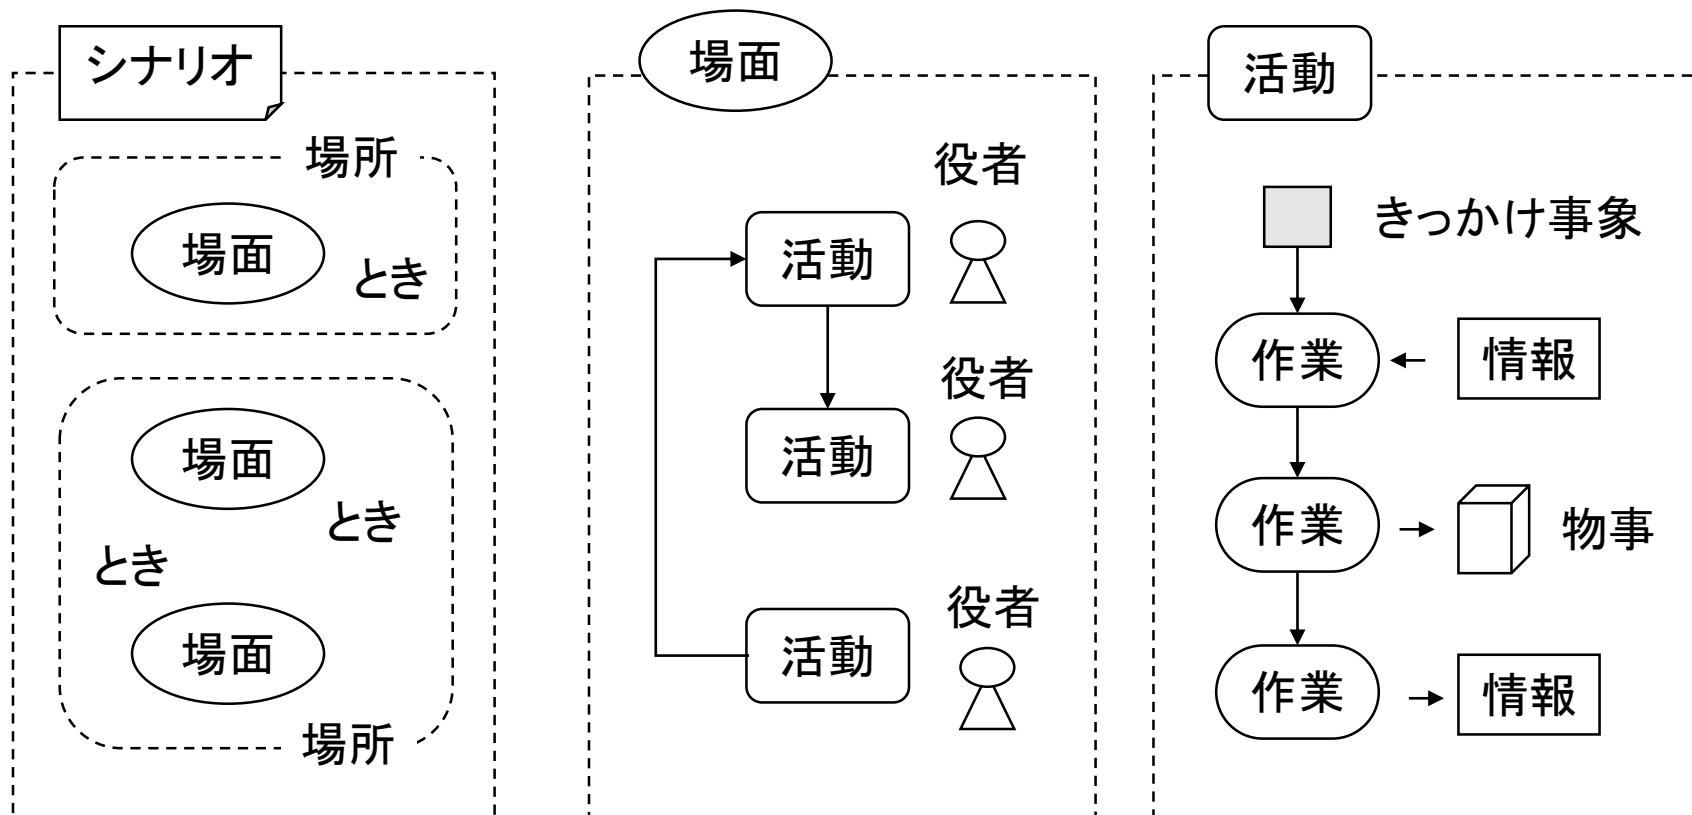 シナリオ
場所
場面
とき
場面
とき
とき
場面
場所
場面
役者
活動
役者
活動
役者
活動
活動
きっかけ事象
作業
情報
作業
物事
作業
情報